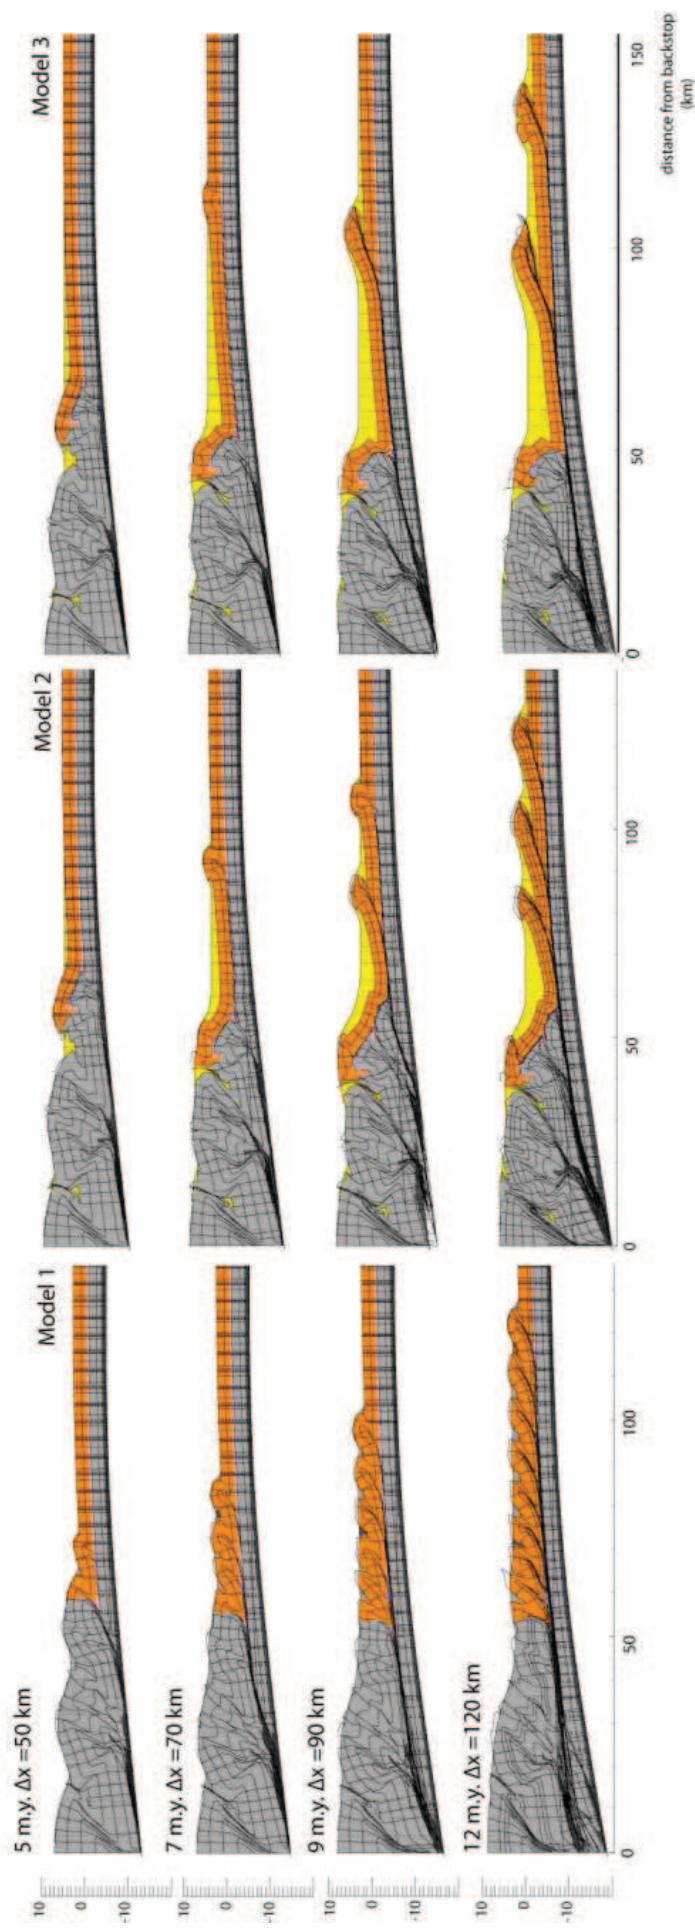 Model 1
Model 2
Model 3
5 m.y. Δx =50 km
7 m.y. Δx =70 km
9 m.y. Δx =90 km
12 m.y. Δx =120 km
10
0
-10
10
0
-10
10
0
-10
10
0
-10
0
50
100
0
50
100
0
50
100
150
distance from backstop
(km)